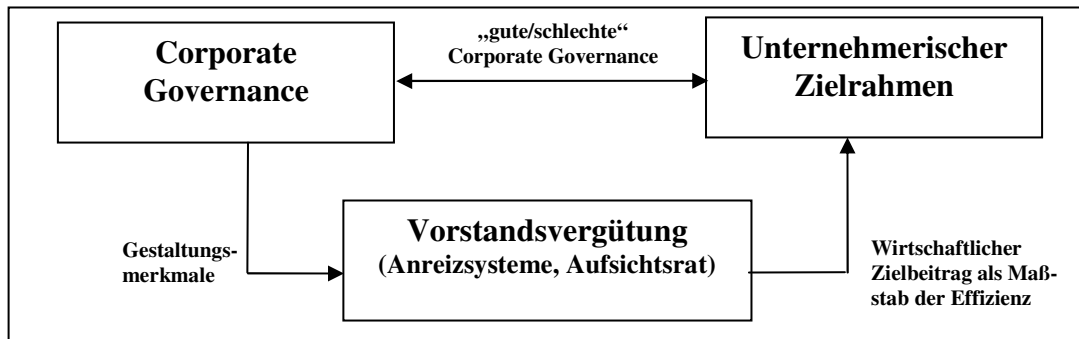 Corporate
Governance
„gute/schlechte“
Corporate Governance
Unternehmerischer
Zielrahmen
Gestaltungs-
merkmale
Vorstandsvergütung
(Anreizsysteme, Aufsichtsrat)
Wirtschaftlicher
Zielbeitrag als Maß-
stab der Effizienz